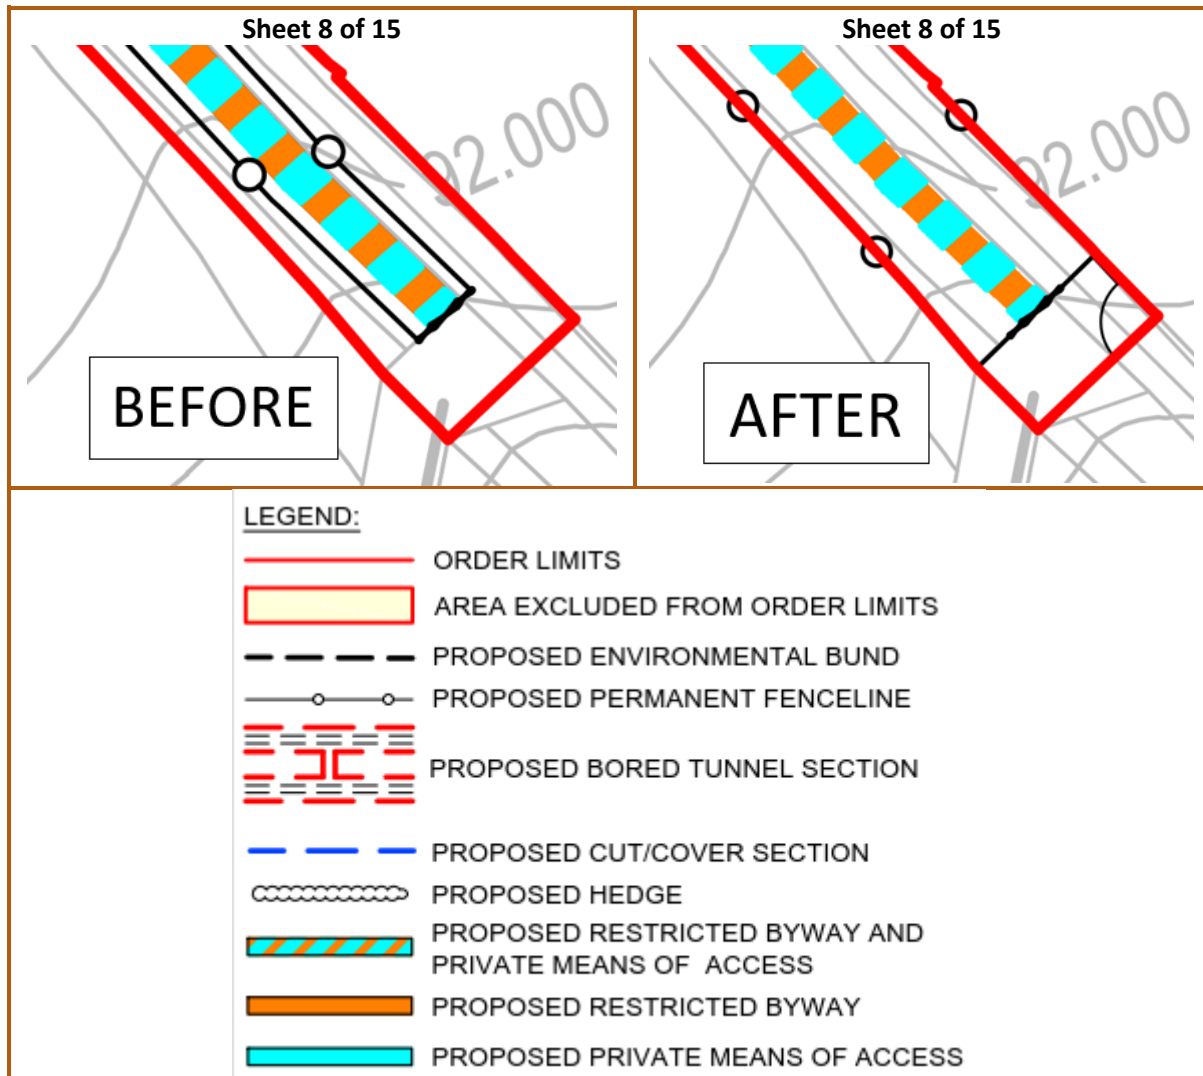 Sheet 8 of 15
92.000
BEFORE
Sheet 8 of 15
92.000
AFTER
LEGEND:
ORDER LIMITS
AREA EXCLUDED FROM ORDER LIMITS
PROPOSED ENVIRONMENTAL BUND
PROPOSED PERMANENT FENCELINE
PROPOSED BORED TUNNEL SECTION
PROPOSED CUT/COVER SECTION
PROPOSED HEDGE
PROPOSED RESTRICTED BYWAY AND
PRIVATE MEANS OF ACCESS
PROPOSED RESTRICTED BYWAY
PROPOSED PRIVATE MEANS OF ACCESS